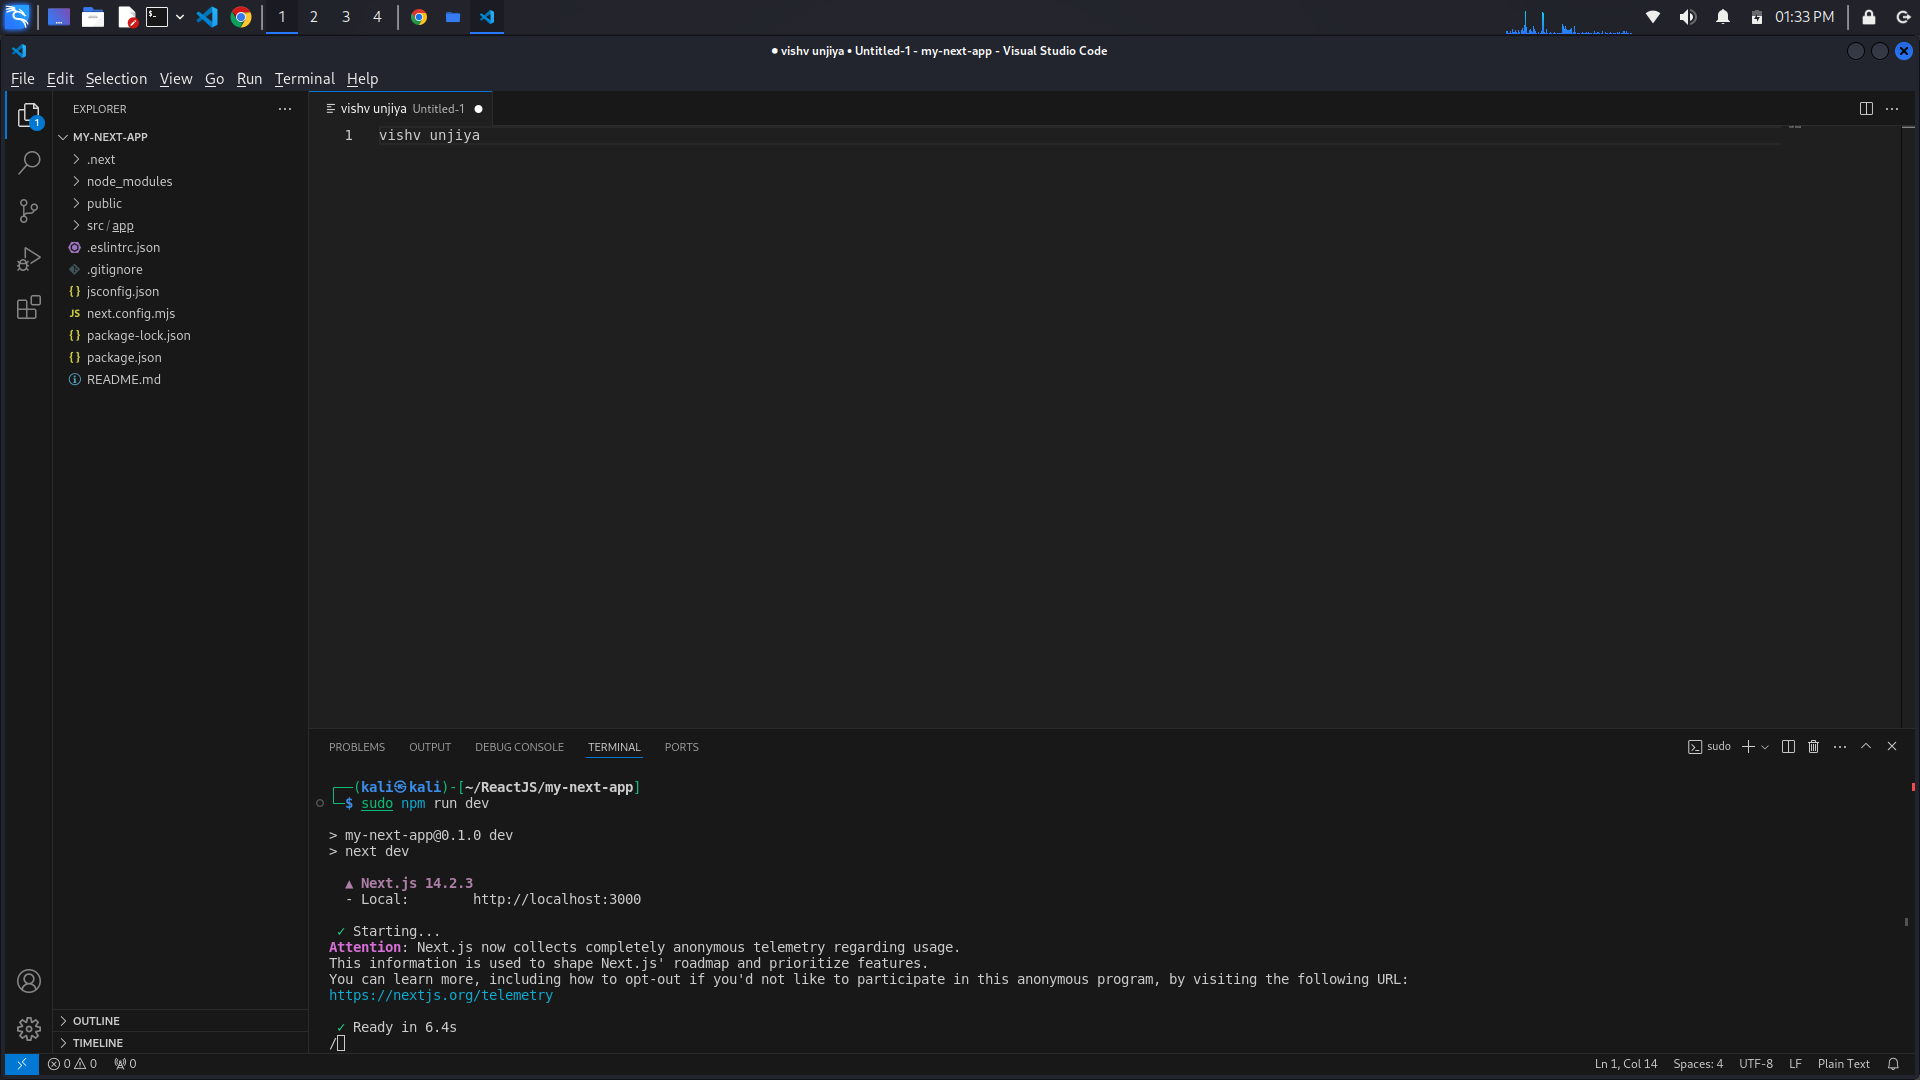 1 2 3 4 01:33 PM
● vishv unjiya • Untitled-1 - my-next-app - Visual Studio Code
File Edit Selection View Go Run Terminal Help
EXPLORER
1
MY-NEXT-APP
.next
node_modules
public
src / app
.eslintrc.json
.gitignore
{} jsconfig.json
JS next.config.mjs
{} package-lock.json
{} package.json
README.md
OUTLINE
TIMELINE
vishv unjiya Untitled-1 ●
1 vishv unjiya
PROBLEMS OUTPUT DEBUG CONSOLE TERMINAL PORTS
sudo
┌──(kali㉿kali)-[~/ReactJS/my-next-app]
└─$ sudo npm run dev
> my-next-app@0.1.0 dev
> next dev
▲ Next.js 14.2.3
- Local: http://localhost:3000
✓ Starting...
Attention: Next.js now collects completely anonymous telemetry regarding usage.
This information is used to shape Next.js' roadmap and prioritize features.
You can learn more, including how to opt-out if you'd not like to participate in this anonymous program, by visiting the following URL:
https://nextjs.org/telemetry
✓ Ready in 6.4s
/
0 0 0 Ln 1, Col 14 Spaces: 4 UTF-8 LF Plain Text